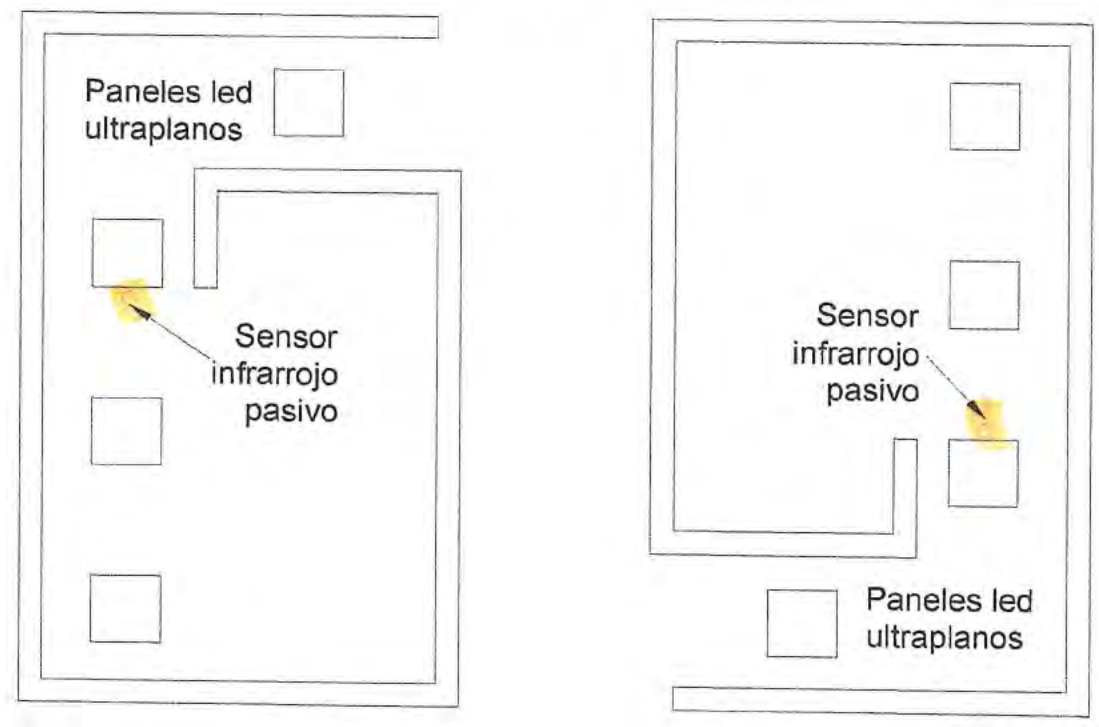 Paneles led
ultraplanos
Sensor
infrarrojo
pasivo
Sensor
infrarrojo
pasivo
Paneles led
ultraplanos